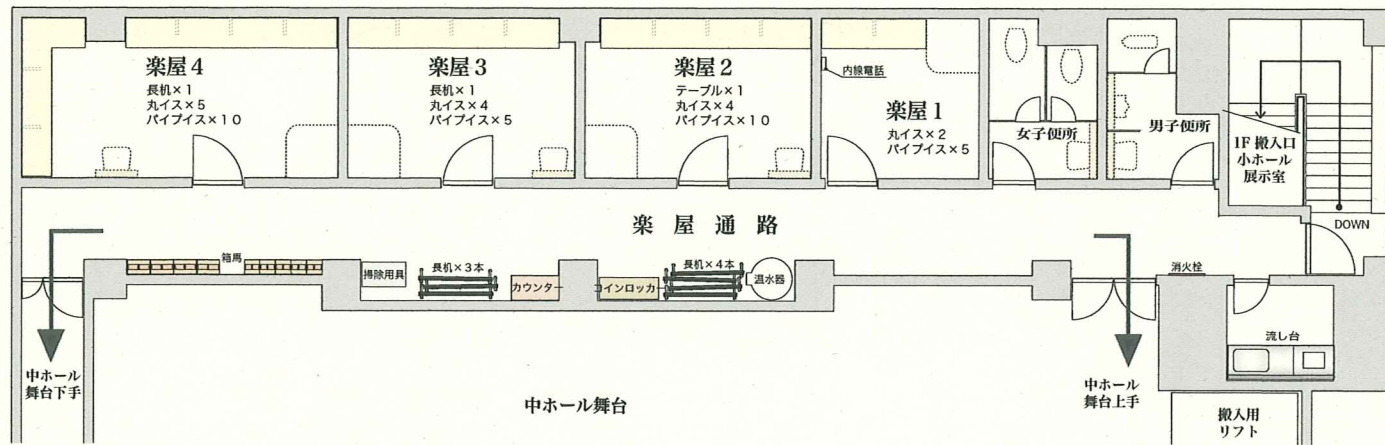 楽屋4
長机×1
丸イス×5
パイプイス×10
楽屋3
長机×1
丸イス×4
パイプイス×5
楽屋2
テーブル×1
丸イス×4
パイプイス×10
内線電話
楽屋1
丸イス×2
パイプイス×5
女子便所
男子便所
1F 搬入口
小ホール
展示室
DOWN
楽屋通路
箱馬
掃除用具
長机×3本
カウンター
コインロッカー
長机×4本
温水器
消火栓
流し台
中ホール
舞台下手
中ホール舞台
中ホール
舞台上手
搬入用
リフト